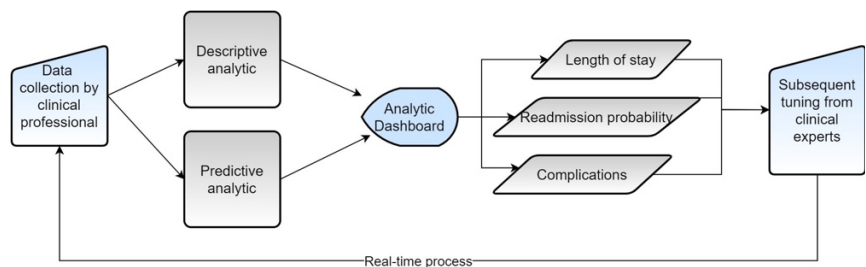 Data
collection by
clinical
professional
Descriptive
analytic
Predictive
analytic
Analytic
Dashboard
Length of stay
Readmission probability
Complications
Subsequent
tuning from
clinical
experts
Real-time process